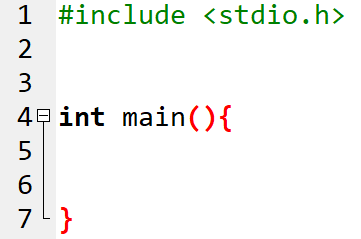 1 #include <stdio.h>
2
3
4 int main(){
5
6
7 }